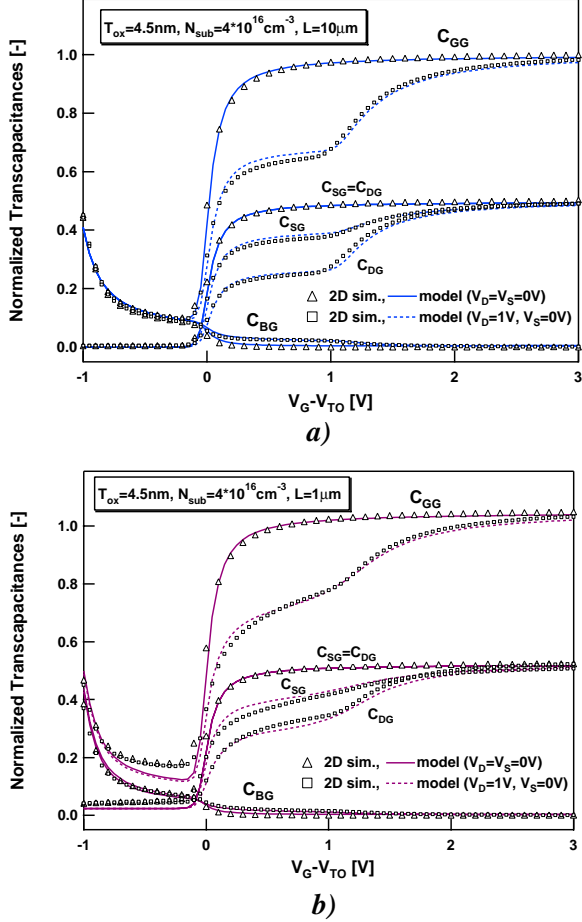 T_ox=4.5nm, N_sub=4*10^16cm^-3, L=10μm
C_GG
C_SG=C_DG
C_SG
C_DG
2D sim., model (V_D=V_S=0V)
2D sim., model (V_D=1V, V_S=0V)
C_BG
Normalized Transcapacitances [-]
1.0
0.8
0.6
0.4
0.2
0.0
-1 0 1 2 3
V_G-V_TO [V]
a)
T_ox=4.5nm, N_sub=4*10^16cm^-3, L=1μm
C_GG
C_SG=C_DG
C_SG
C_DG
2D sim., model (V_D=V_S=0V)
2D sim., model (V_D=1V, V_S=0V)
C_BG
Normalized Transcapacitances [-]
1.0
0.8
0.6
0.4
0.2
0.0
-1 0 1 2 3
V_G-V_TO [V]
b)